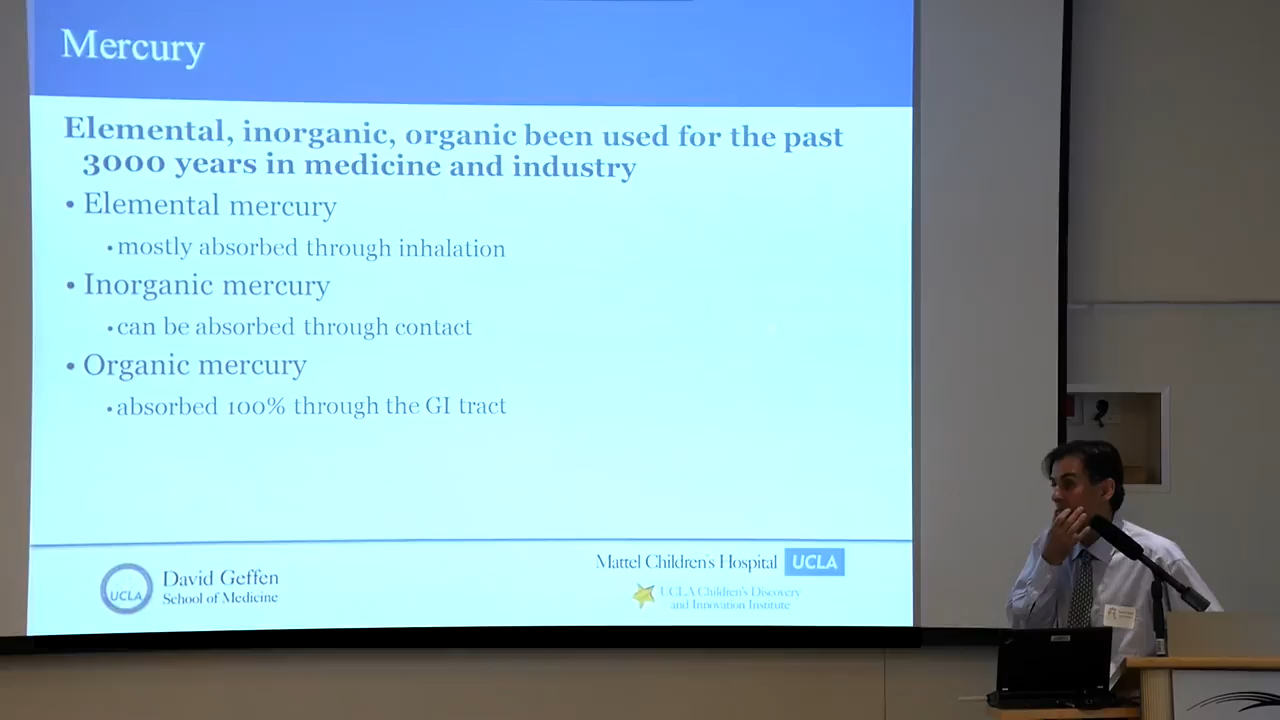 Mercury
Elemental, inorganic, organic been used for the past
3000 years in medicine and industry
• Elemental mercury
• mostly absorbed through inhalation
• Inorganic mercury
• can be absorbed through contact
• Organic mercury
• absorbed 100% through the GI tract
UCLA
David Geffen
School of Medicine
Mattel Children's Hospital UCLA
UCLA Children's Discovery
and Innovation Institute